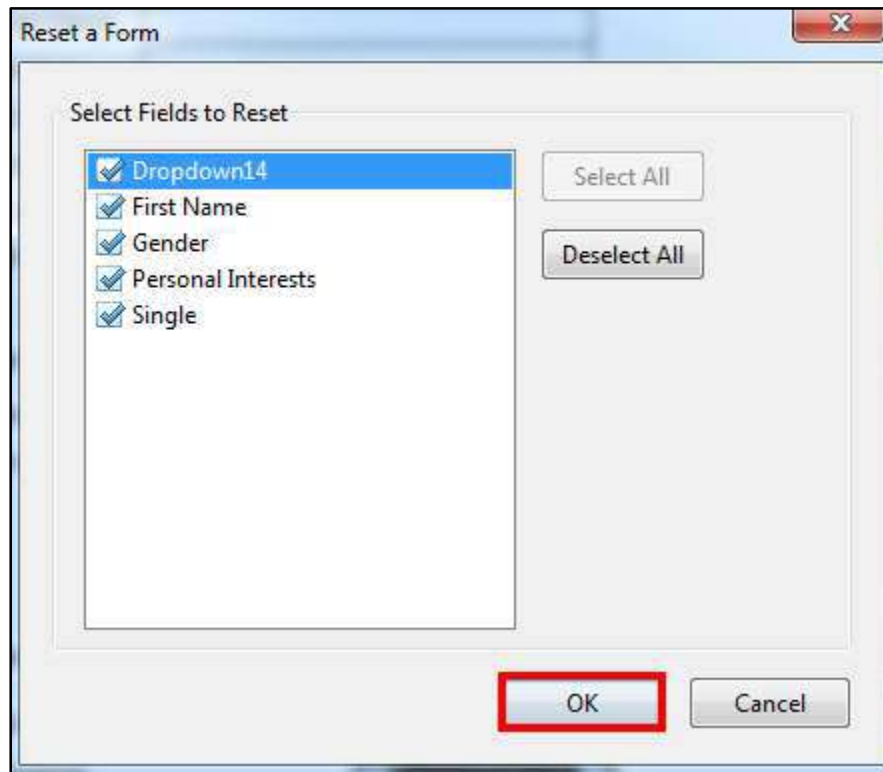 Reset a Form
Select Fields to Reset
Dropdown14
First Name
Gender
Personal Interests
Single
Select All
Deselect All
OK
Cancel